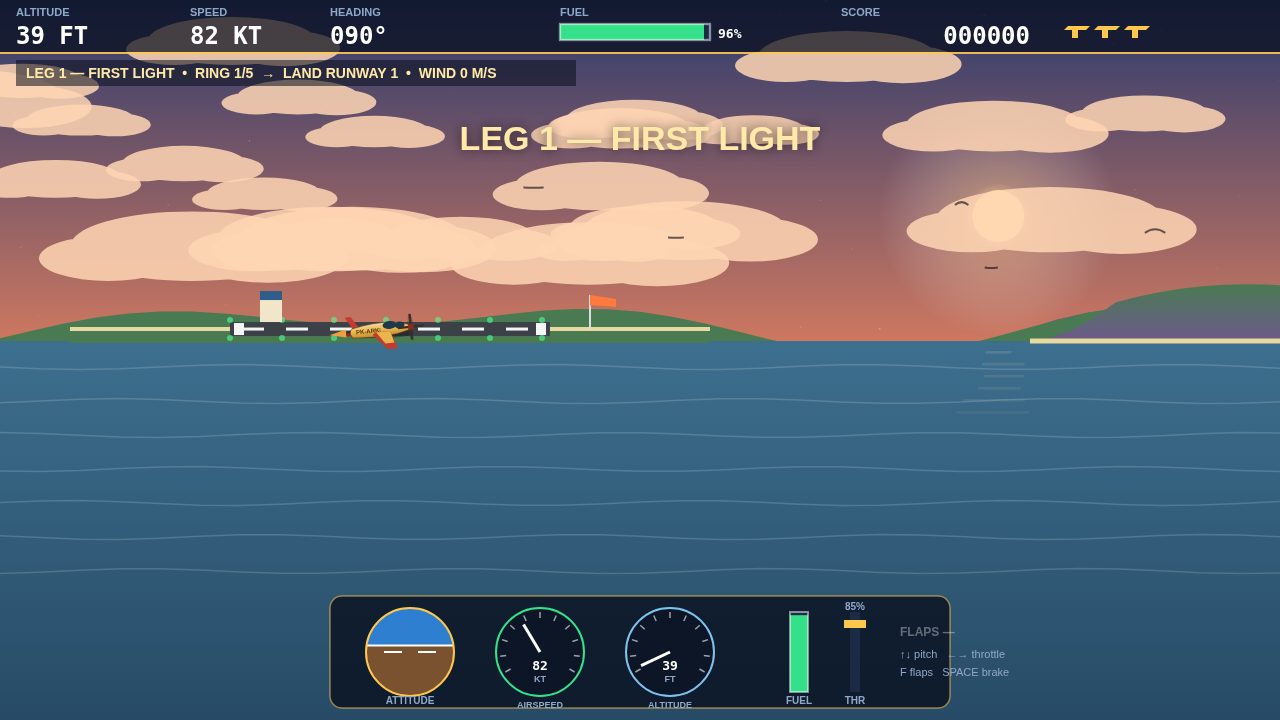 ALTITUDE SPEED HEADING FUEL SCORE
39 FT 82 KT 090° 96% 000000
LEG 1 — FIRST LIGHT • RING 1/5 → LAND RUNWAY 1 • WIND 0 M/S
LEG 1 — FIRST LIGHT
85%
FLAPS —
↑↓ pitch ←→ throttle
F flaps SPACE brake
82
KT
39
FT
ATTITUDE AIRSPEED ALTITUDE FUEL THR